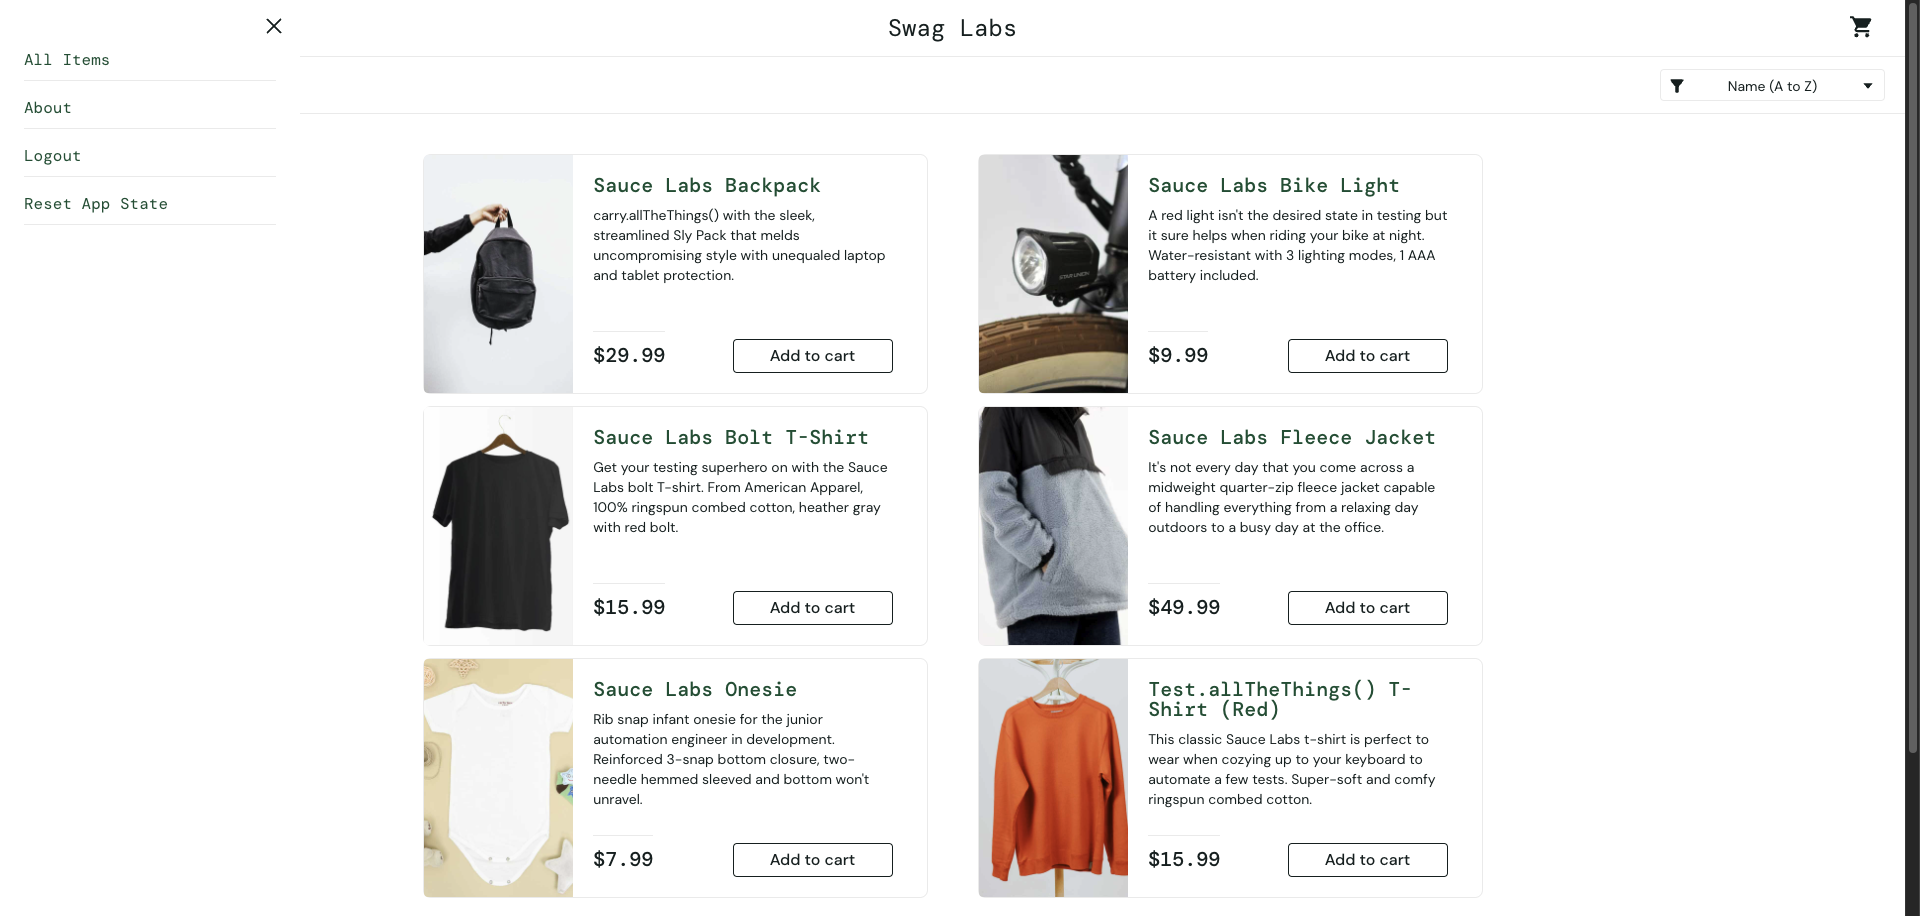 All Items
About
Logout
Reset App State
Swag Labs
Name (A to Z)
Sauce Labs Backpack
carry.allTheThings() with the sleek,
streamlined Sly Pack that melds
uncompromising style with unequaled laptop
and tablet protection.
$29.99
Add to cart
Sauce Labs Bike Light
A red light isn't the desired state in testing but
it sure helps when riding your bike at night.
Water-resistant with 3 lighting modes, 1 AAA
battery included.
$9.99
Add to cart
Sauce Labs Bolt T-Shirt
Get your testing superhero on with the Sauce
Labs bolt T-shirt. From American Apparel,
100% ringspun combed cotton, heather gray
with red bolt.
$15.99
Add to cart
Sauce Labs Fleece Jacket
It's not every day that you come across a
midweight quarter-zip fleece jacket capable
of handling everything from a relaxing day
outdoors to a busy day at the office.
$49.99
Add to cart
Sauce Labs Onesie
Rib snap infant onesie for the junior
automation engineer in development.
Reinforced 3-snap bottom closure, two-
needle hemmed sleeved and bottom won't
unravel.
$7.99
Add to cart
Test.allTheThings() T-
Shirt (Red)
This classic Sauce Labs t-shirt is perfect to
wear when cozying up to your keyboard to
automate a few tests. Super-soft and comfy
ringspun combed cotton.
$15.99
Add to cart